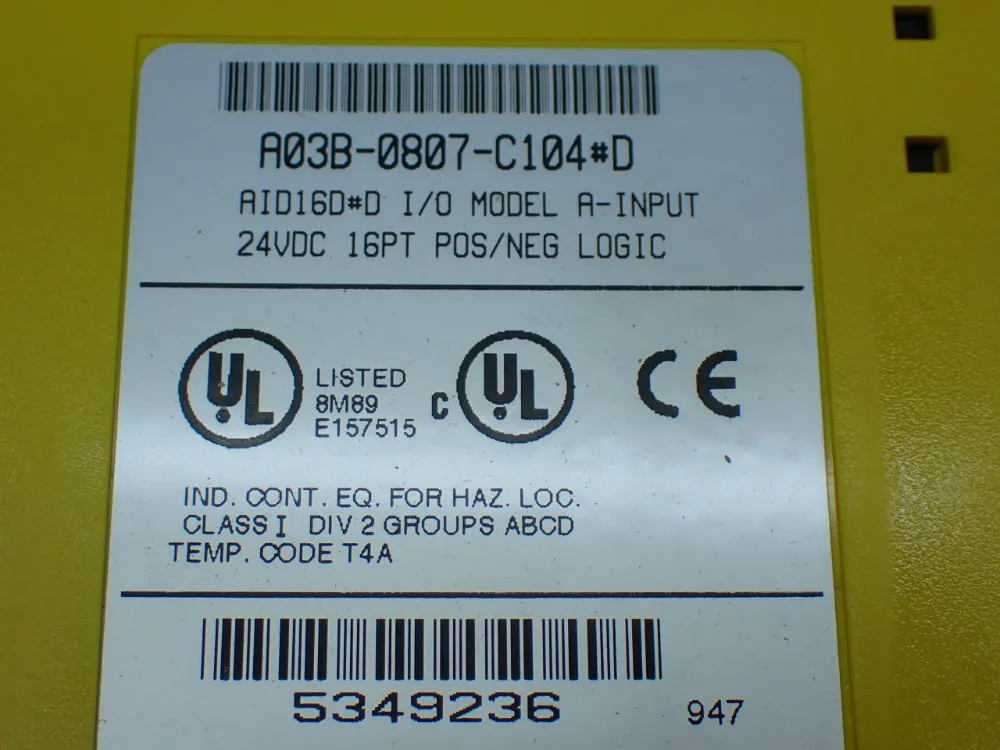 A03B-0807-C104#D
AID16D#D I/O MODEL A-INPUT
24VDC 16PT POS/NEG LOGIC
UL
LISTED
8M89
E157515
C UL
CE
IND. CONT. EQ. FOR HAZ. LOC.
CLASS I DIV 2 GROUPS ABCD
TEMP. CODE T4A
5349236
947